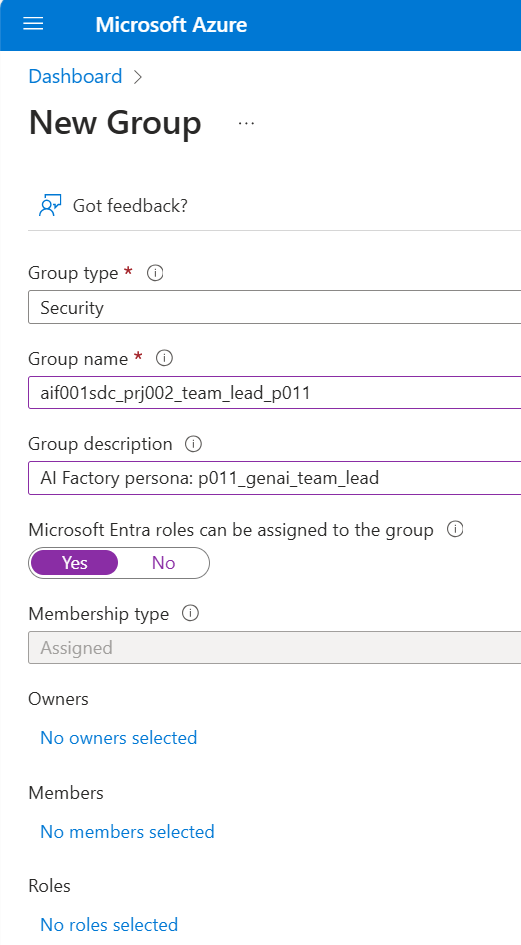 Microsoft Azure
Dashboard
New Group ...
Got feedback?
Group type *
Security
Group name *
aif001sdc_prj002_team_lead_p011
Group description
AI Factory persona: p011_genai_team_lead
Microsoft Entra roles can be assigned to the group
Yes No
Membership type
Assigned
Owners
No owners selected
Members
No members selected
Roles
No roles selected